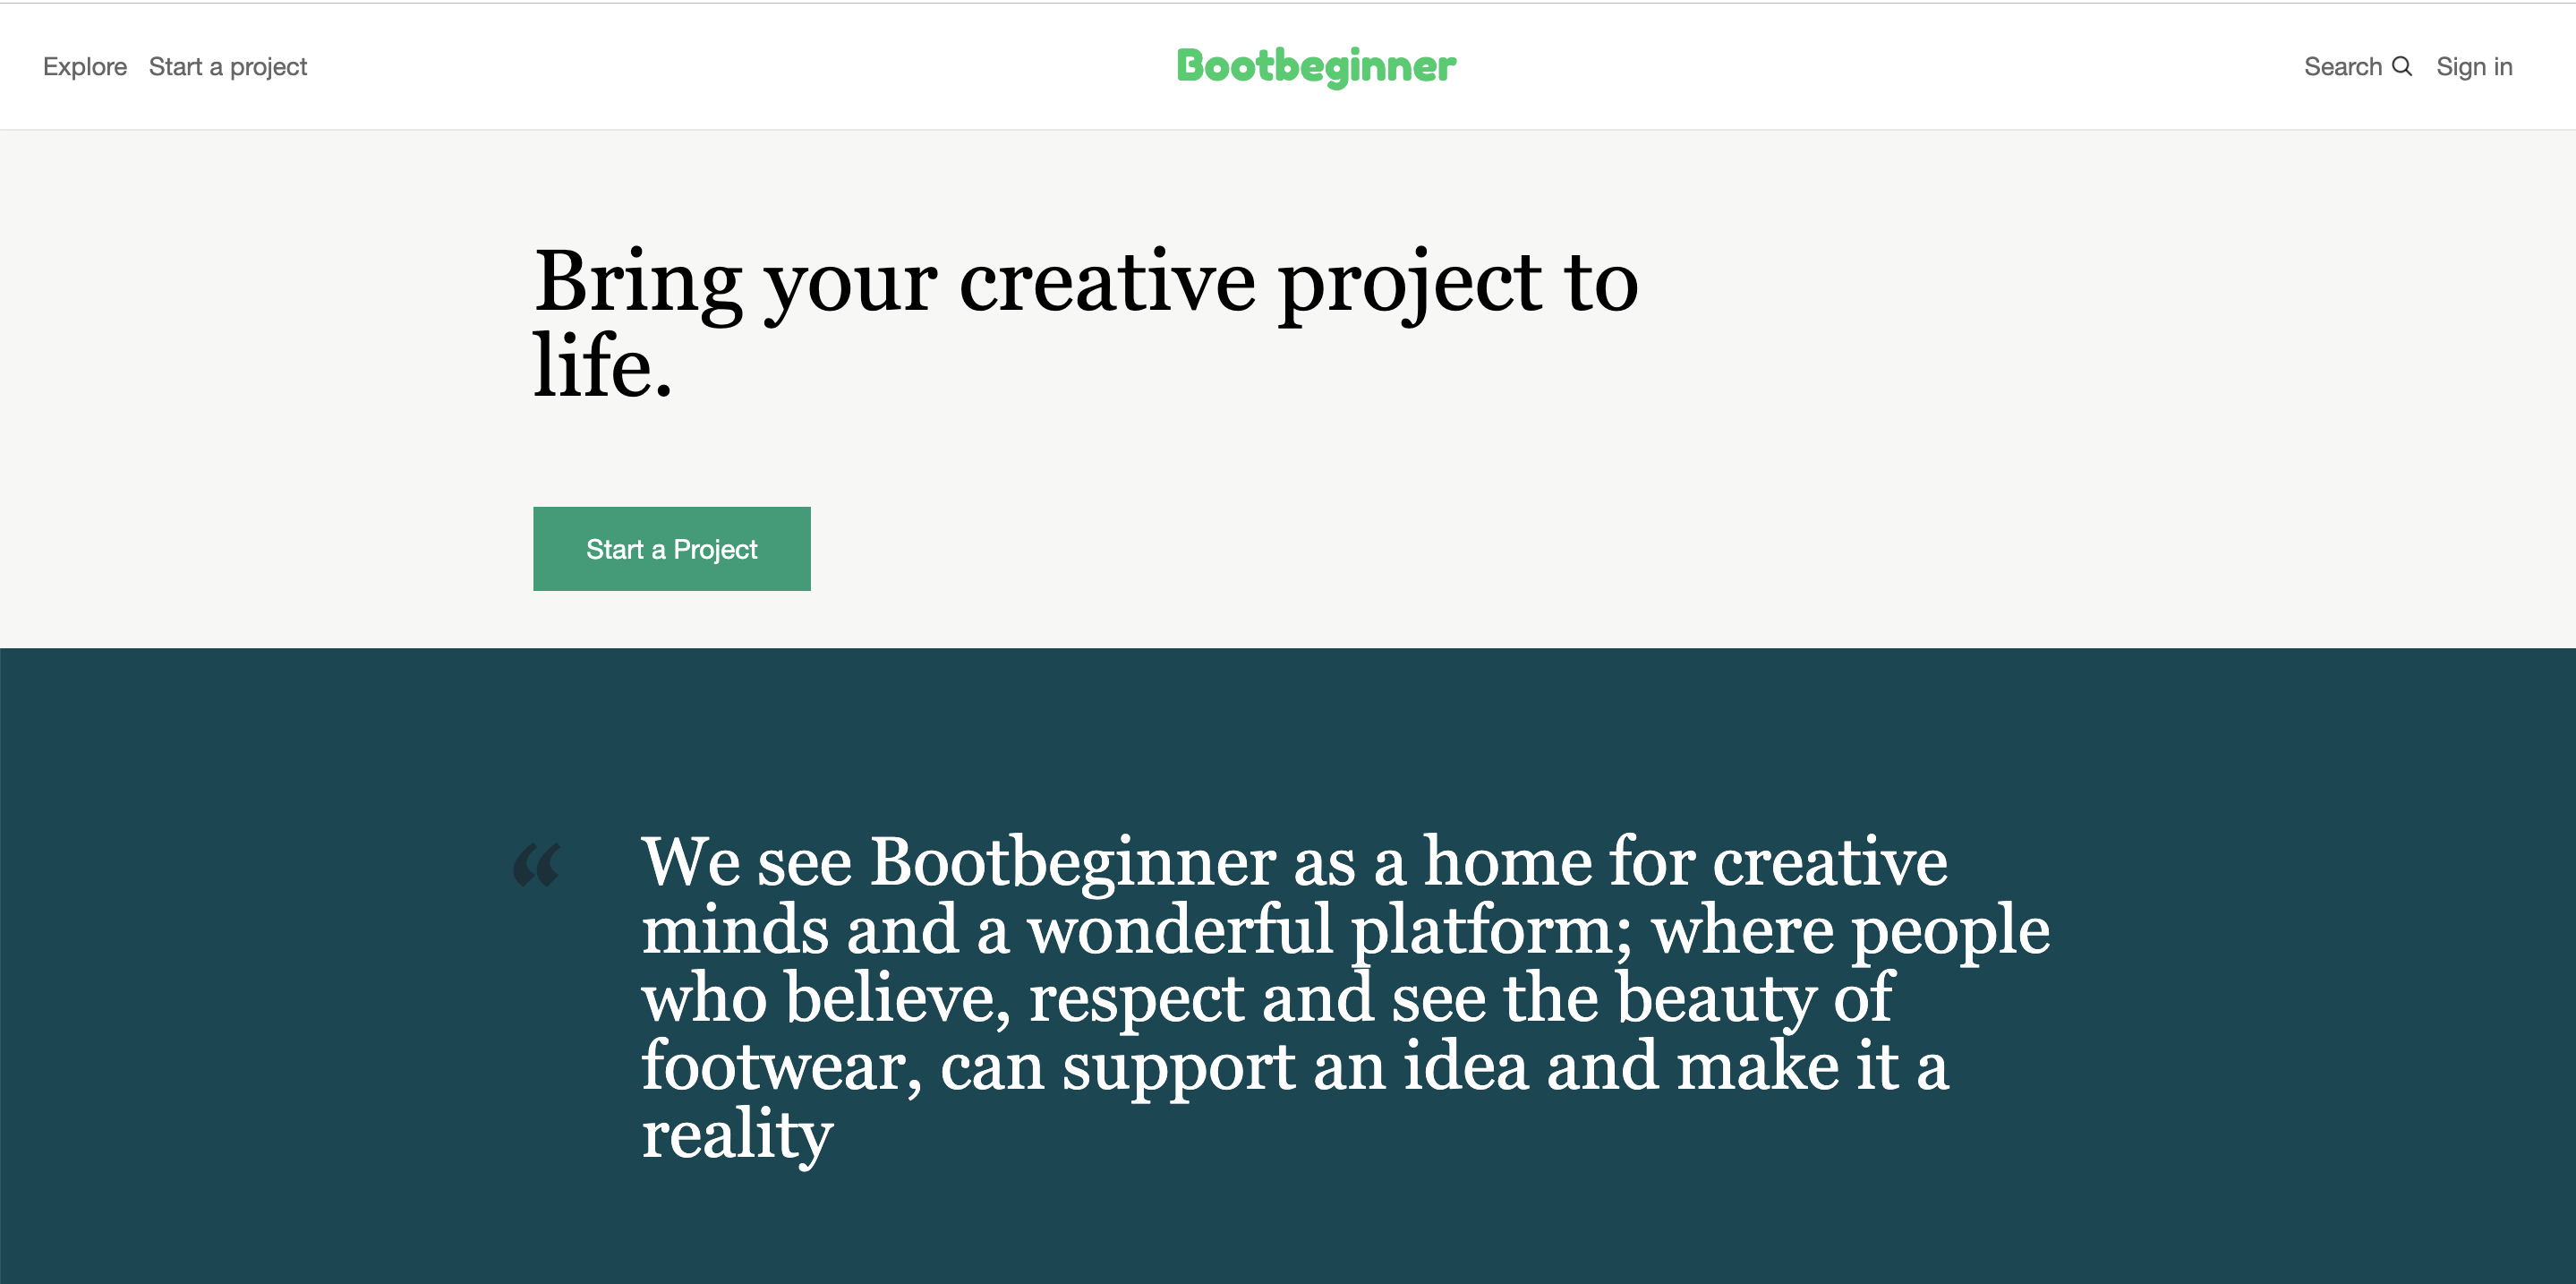 Explore Start a project Bootbeginner Search Sign in
Bring your creative project to
life.
Start a Project
“ We see Bootbeginner as a home for creative
minds and a wonderful platform; where people
who believe, respect and see the beauty of
footwear, can support an idea and make it a
reality